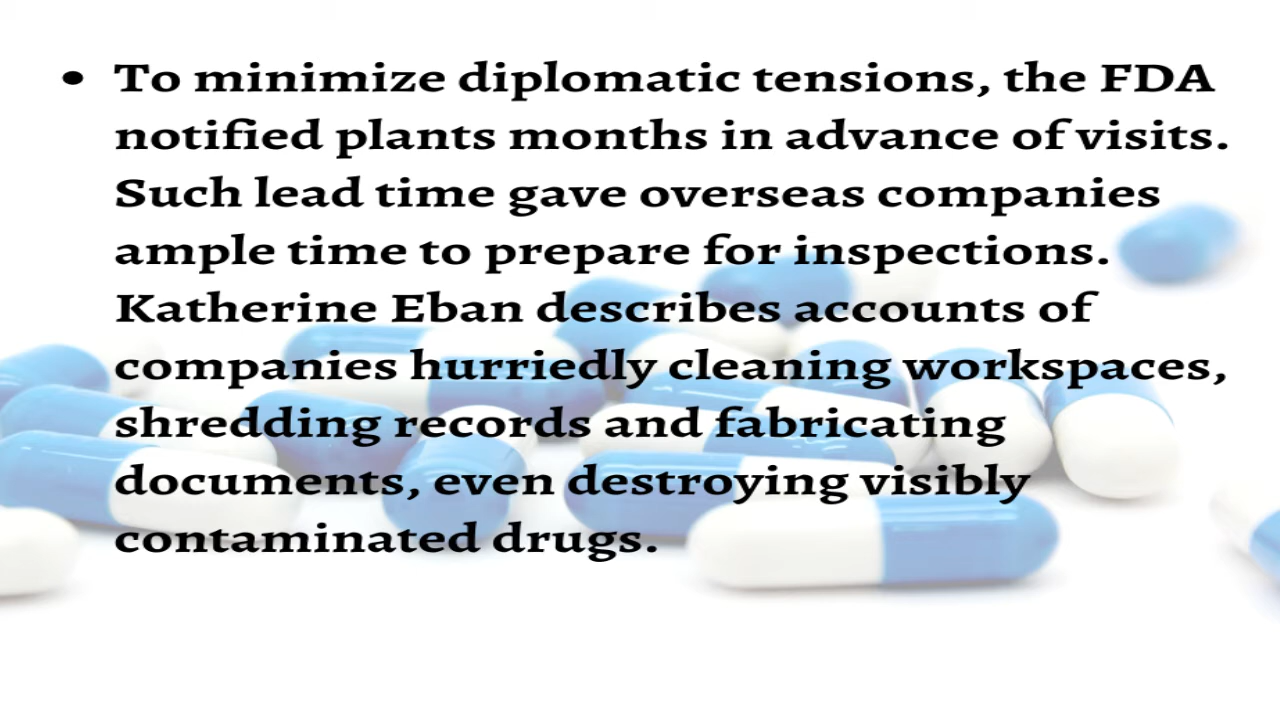 • To minimize diplomatic tensions, the FDA
notified plants months in advance of visits.
Such lead time gave overseas companies
ample time to prepare for inspections.
Katherine Eban describes accounts of
companies hurriedly cleaning workspaces,
shredding records and fabricating
documents, even destroying visibly
contaminated drugs.